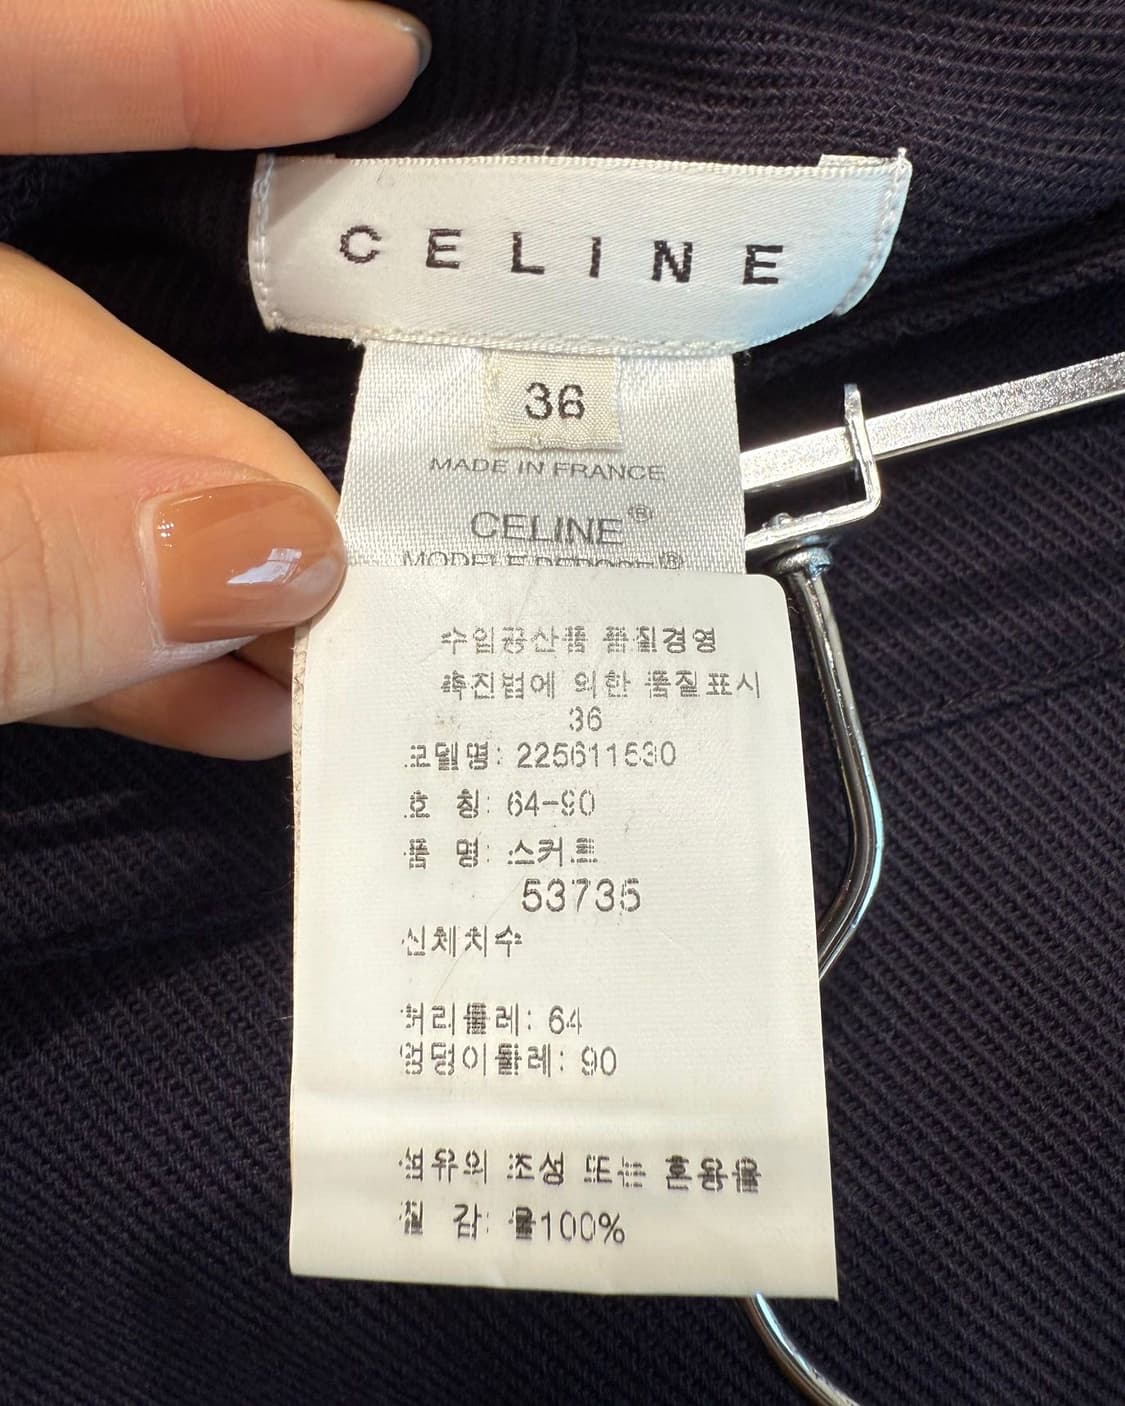 CELINE
36
MADE IN FRANCE
CELINE®
MODELE DEPOSE®
수입공산품 품질경영
촉진법에 의한 품질표시
36
모델명: 225611530
호 칭: 64-90
품 명: 스커트
53735
신체치수
허리둘레: 64
엉덩이둘레: 90
섬유의 조성 또는 혼용율
질 감: 울100%